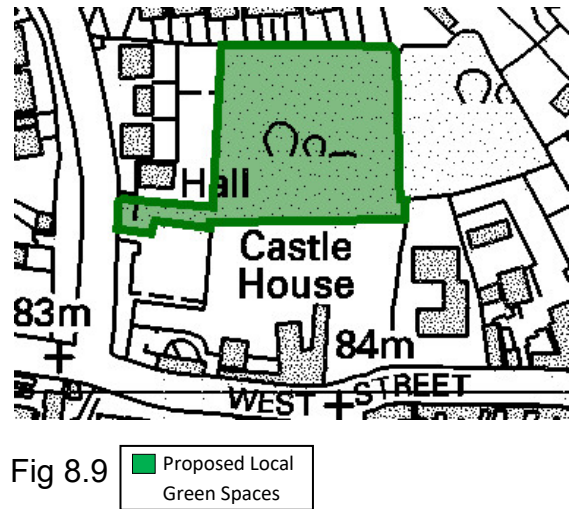 Hall
Castle
House
83m
84m
WEST STREET
Fig 8.9
Proposed Local
Green Spaces